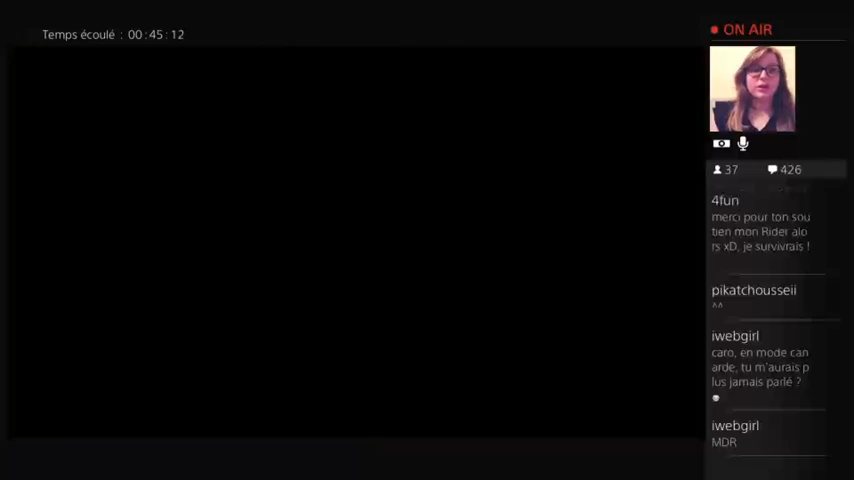 Temps écoulé : 00:45:12
ON AIR
37 426
4fun
merci pour ton sou
tien mon Rider alo
rs xD, je survivrais !
pikatchousseii
^^
iwebgirl
caro, en mode can
arde, tu m'aurais p
lus jamais parlé ?
iwebgirl
MDR